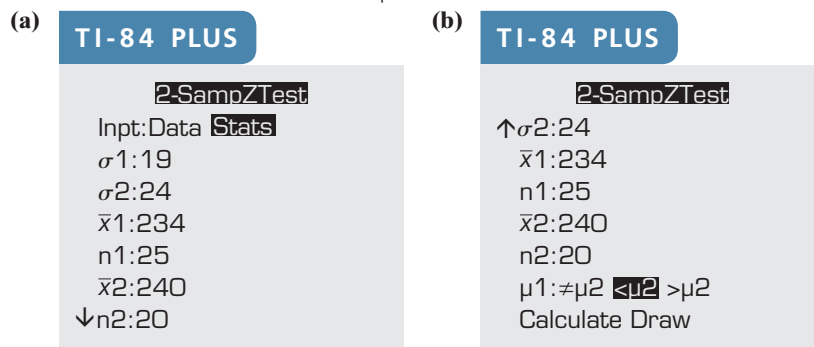 (a)
TI-84 PLUS
2-SampZTest
Inpt:Data Stats
σ1:19
σ2:24
x̅1:234
n1:25
x̅2:240
↓n2:20
(b)
TI-84 PLUS
2-SampZTest
↑σ2:24
x̅1:234
n1:25
x̅2:240
n2:20
μ1:≠μ2 <μ2 >μ2
Calculate Draw